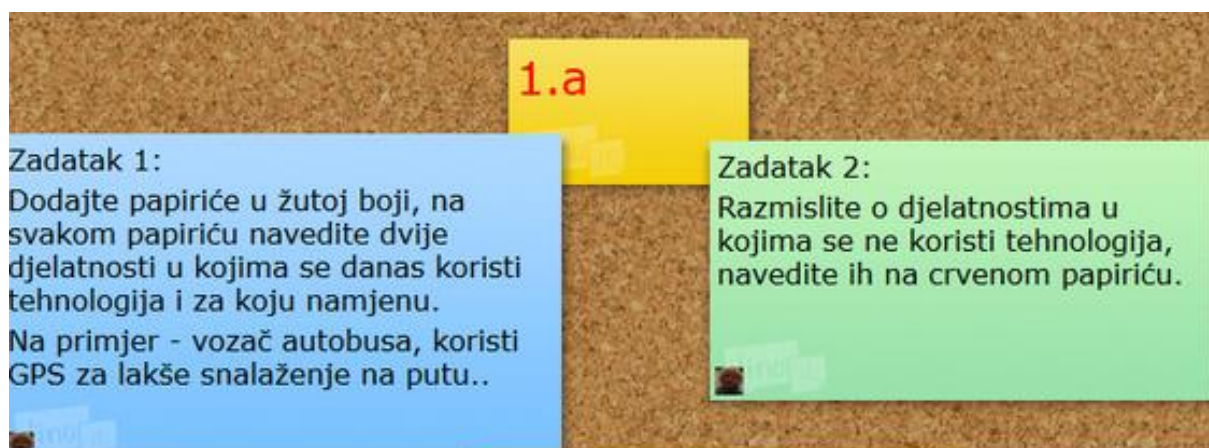 1.a
Zadatak 1:
Dodajte papiriće u žutoj boji, na
svakom papiriću navedite dvije
djelatnosti u kojima se danas koristi
tehnologija i za koju namjenu.
Na primjer - vozač autobusa, koristi
GPS za lakše snalaženje na putu..
Zadatak 2:
Razmislite o djelatnostima u
kojima se ne koristi tehnologija,
navedite ih na crvenom papiriću.